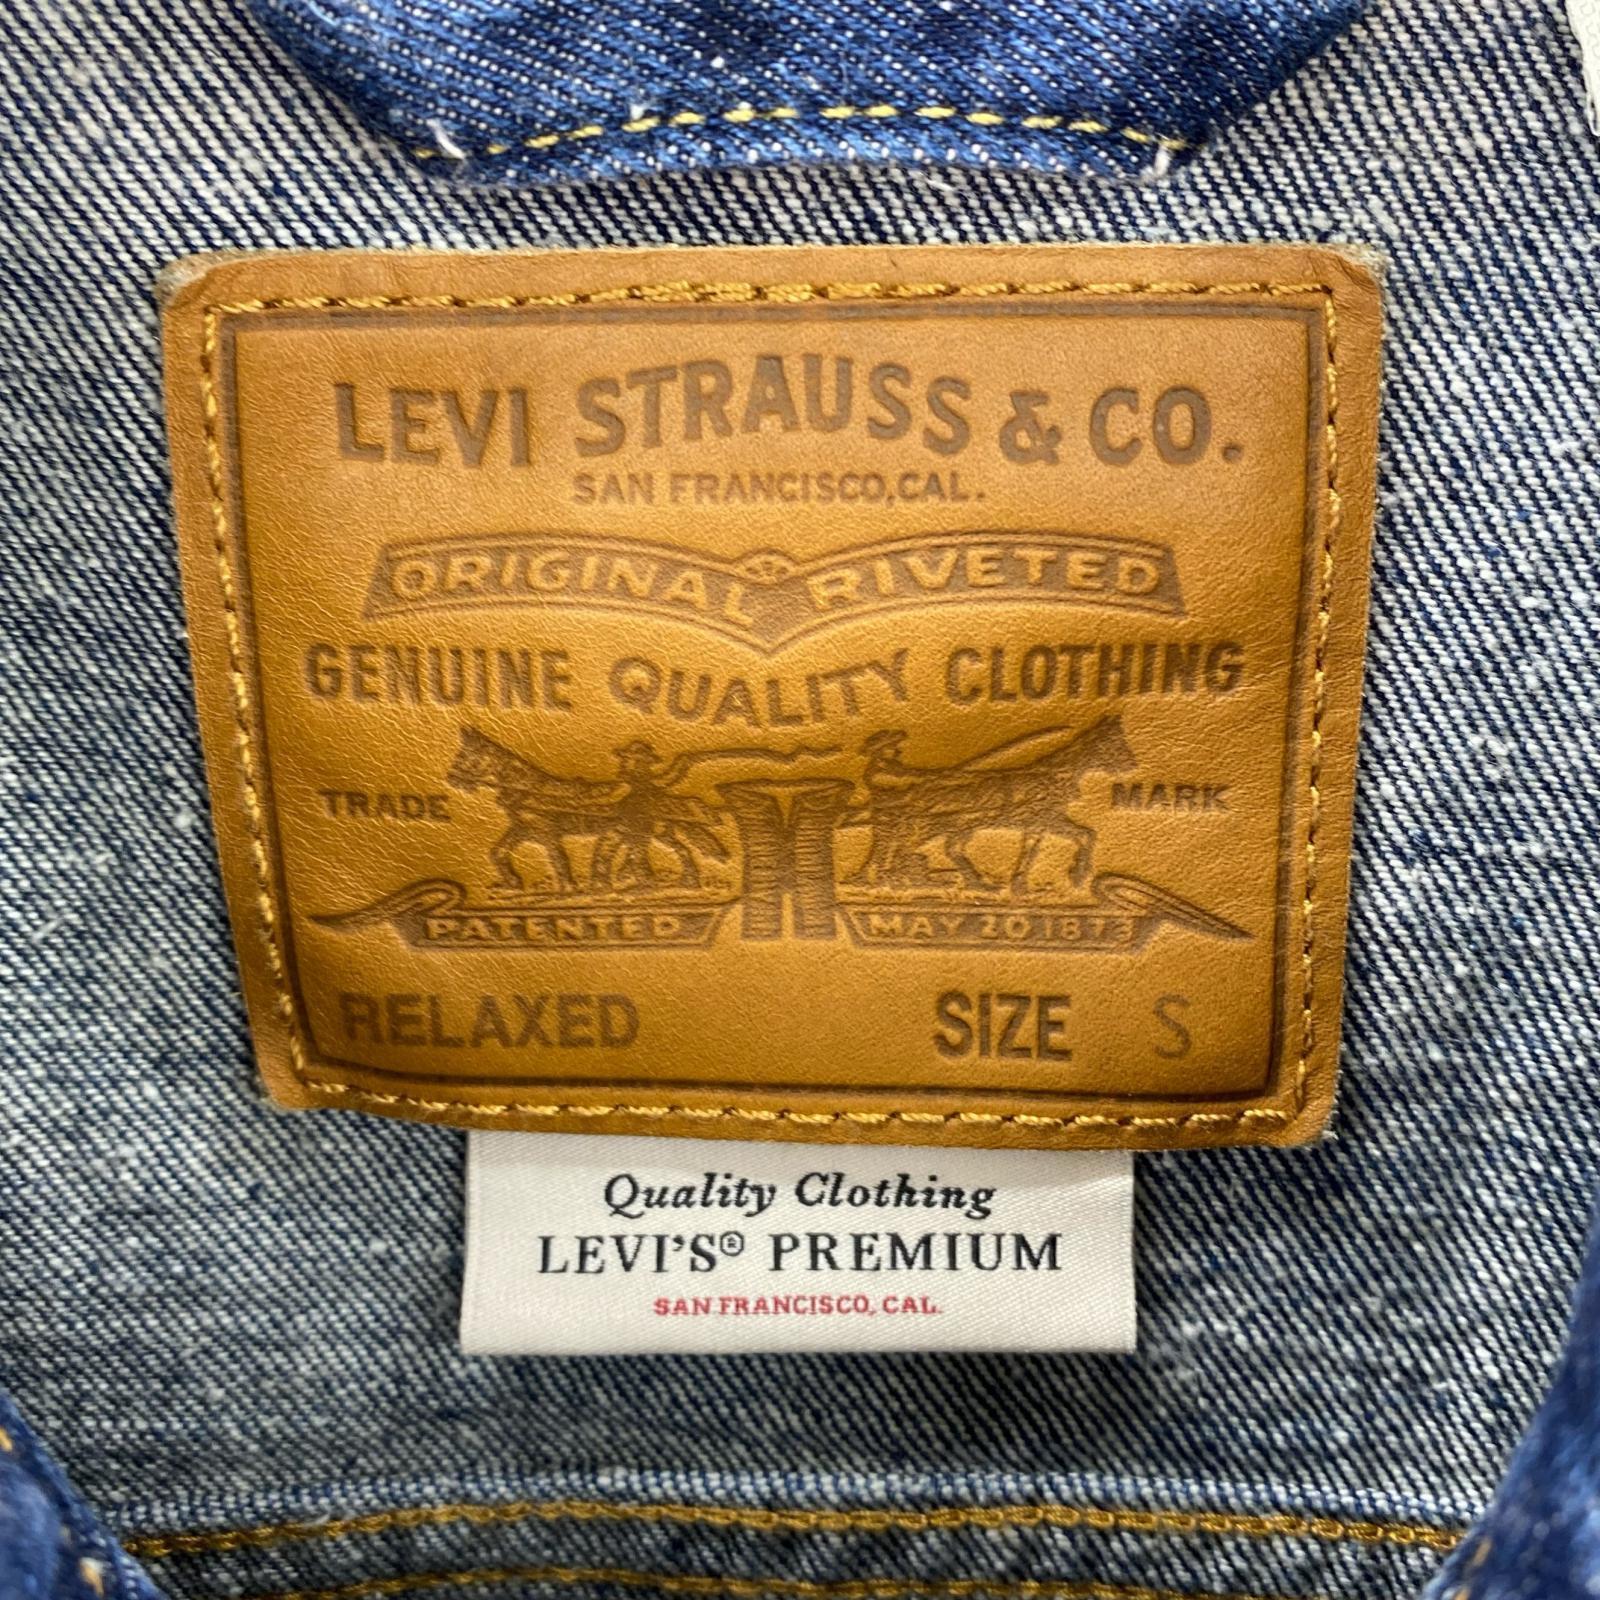 LEVI STRAUSS & CO.
SAN FRANCISCO, CAL.
ORIGINAL RIVETED
GENUINE QUALITY CLOTHING
TRADE MARK
PATENTED MAY 20 1873
RELAXED SIZE S
Quality Clothing
LEVI'S® PREMIUM
SAN FRANCISCO, CAL.